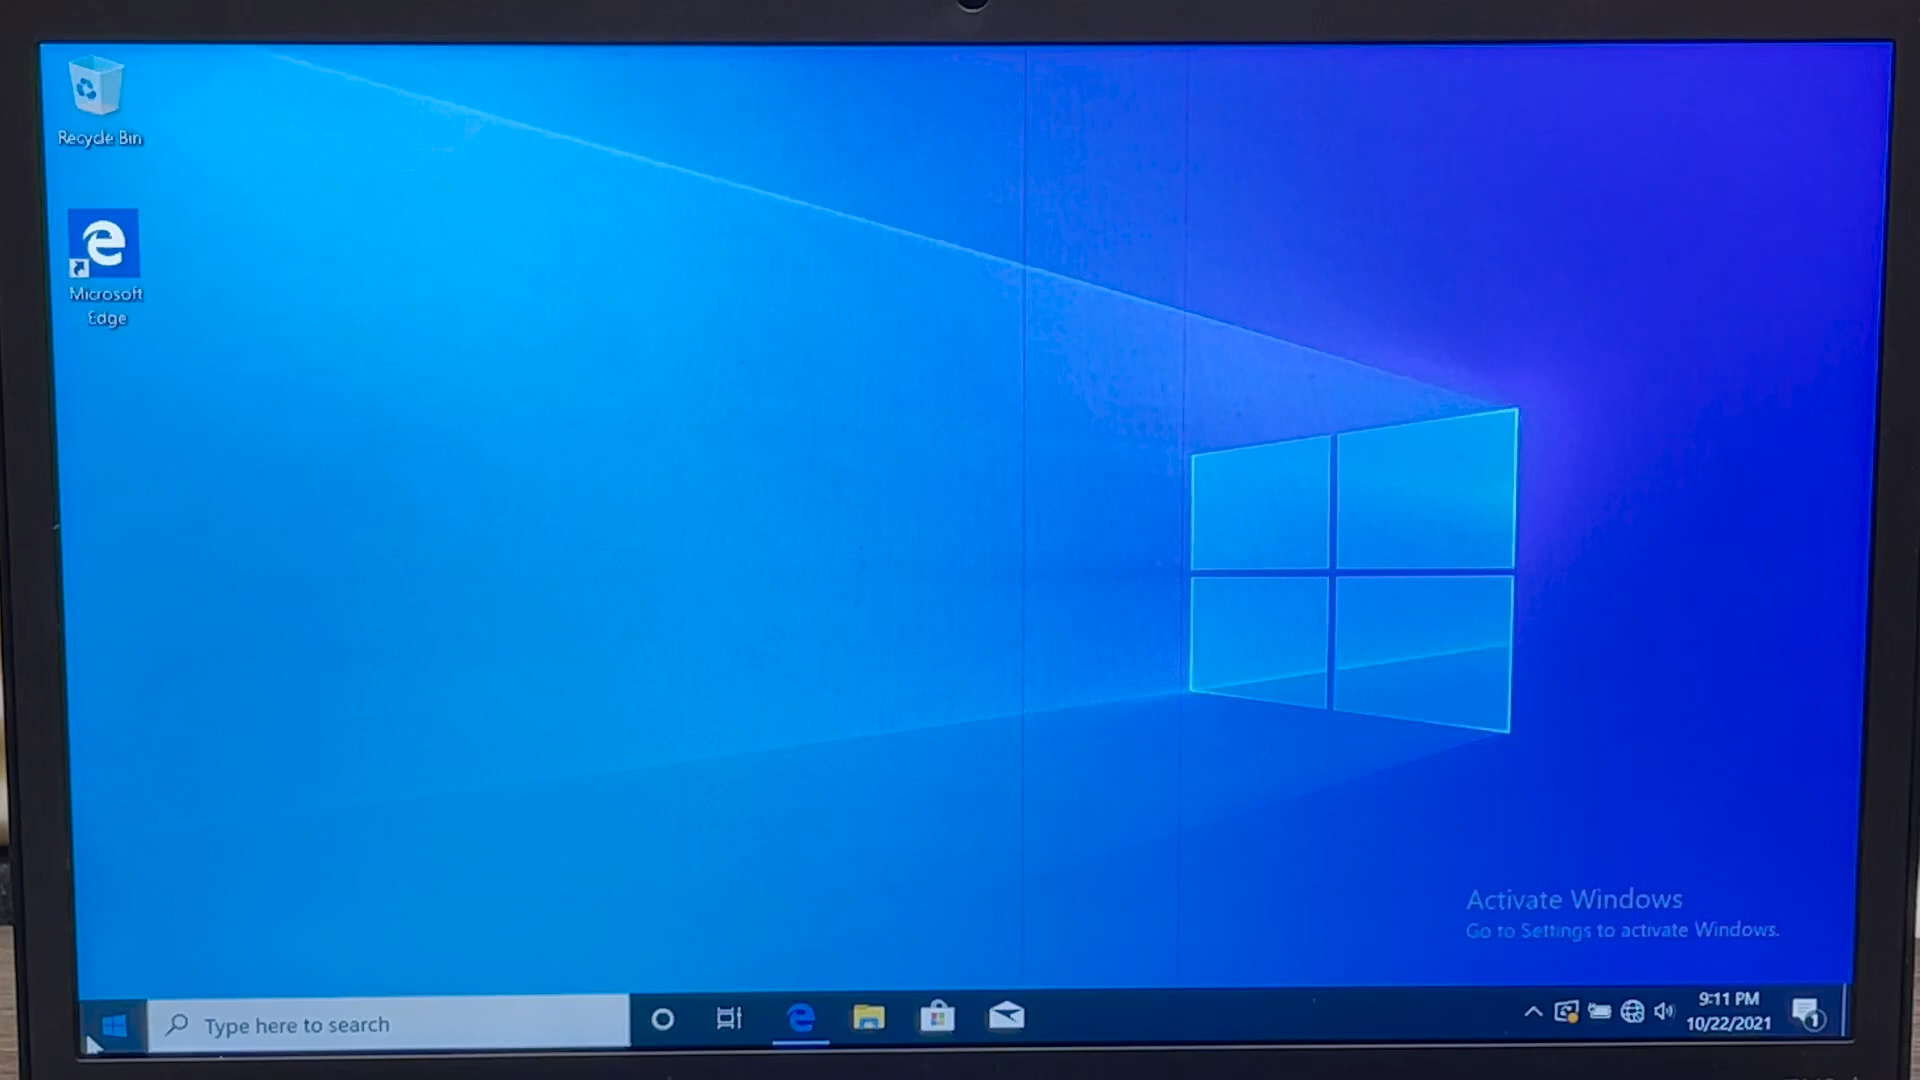 Recycle Bin
Microsoft
Edge
Activate Windows
Go to Settings to activate Windows.
Type here to search
9:11 PM
10/22/2021
1